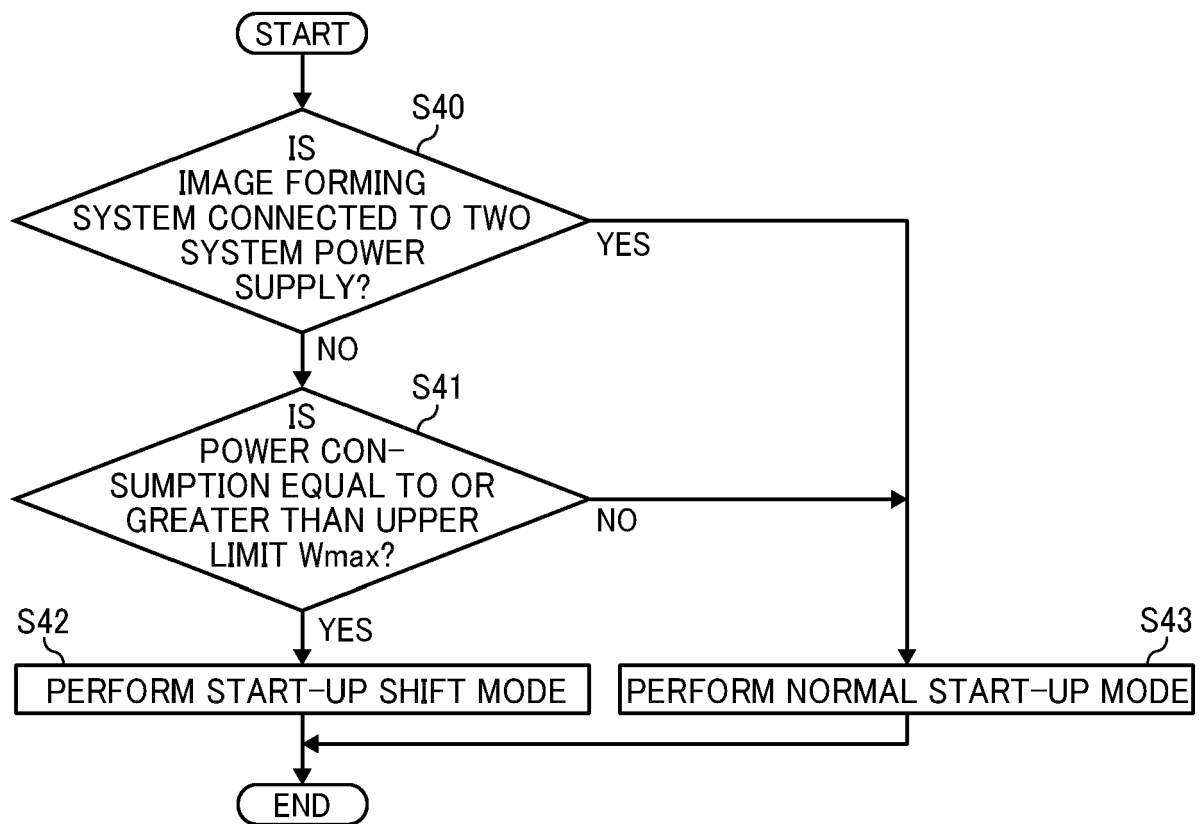 START
S40
IS
IMAGE FORMING
SYSTEM CONNECTED TO TWO
SYSTEM POWER
SUPPLY?
YES
NO
S41
IS
POWER CON-
SUMPTION EQUAL TO OR
GREATER THAN UPPER
LIMIT Wmax?
NO
YES
S42
PERFORM START-UP SHIFT MODE
S43
PERFORM NORMAL START-UP MODE
END